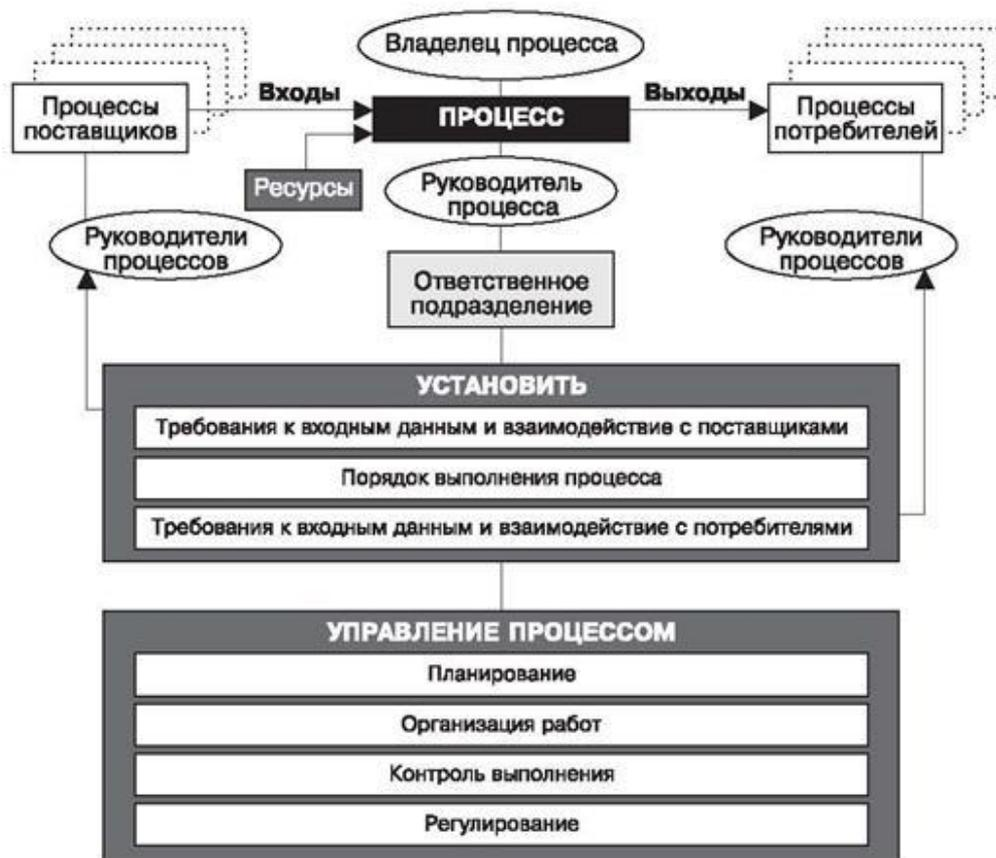 Владелец процесса
Процессы
поставщиков
Входы
ПРОЦЕСС
Выходы
Процессы
потребителей
Ресурсы
Руководитель
процесса
Руководители
процессов
Руководители
процессов
Ответственное
подразделение
УСТАНОВИТЬ
Требования к входным данным и взаимодействие с поставщиками
Порядок выполнения процесса
Требования к входным данным и взаимодействие с потребителями
УПРАВЛЕНИЕ ПРОЦЕССОМ
Планирование
Организация работ
Контроль выполнения
Регулирование